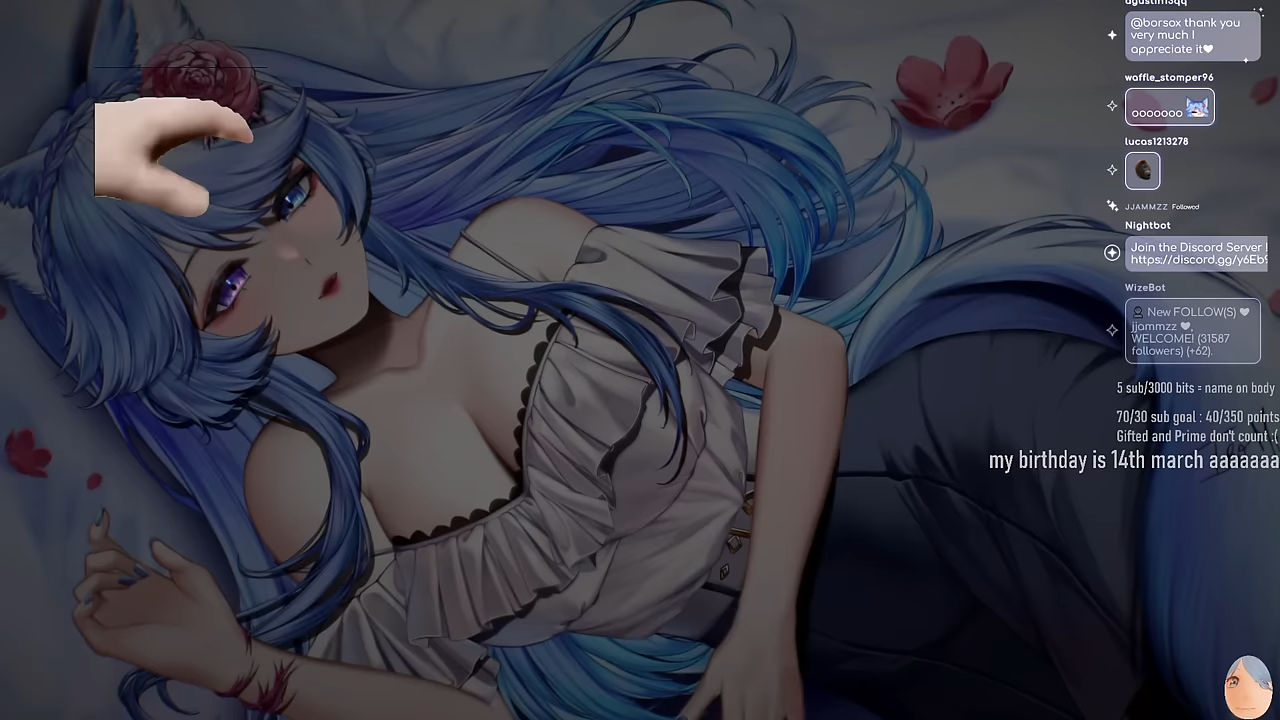 agustin13qq
@borsox thank you
very much I
appreciate it
waffle_stomper96
ooooooo
lucas1213278
JJAMMZZ Followed
Nightbot
Join the Discord Server !
https://discord.gg/y6Eb
WizeBot
New FOLLOW(S)
jjammzz ,
WELCOME! (31587
followers) (+62).
5 sub/3000 bits = name on body
70/30 sub goal : 40/350 points
Gifted and Prime don't count :(
my birthday is 14th march aaaaaaa